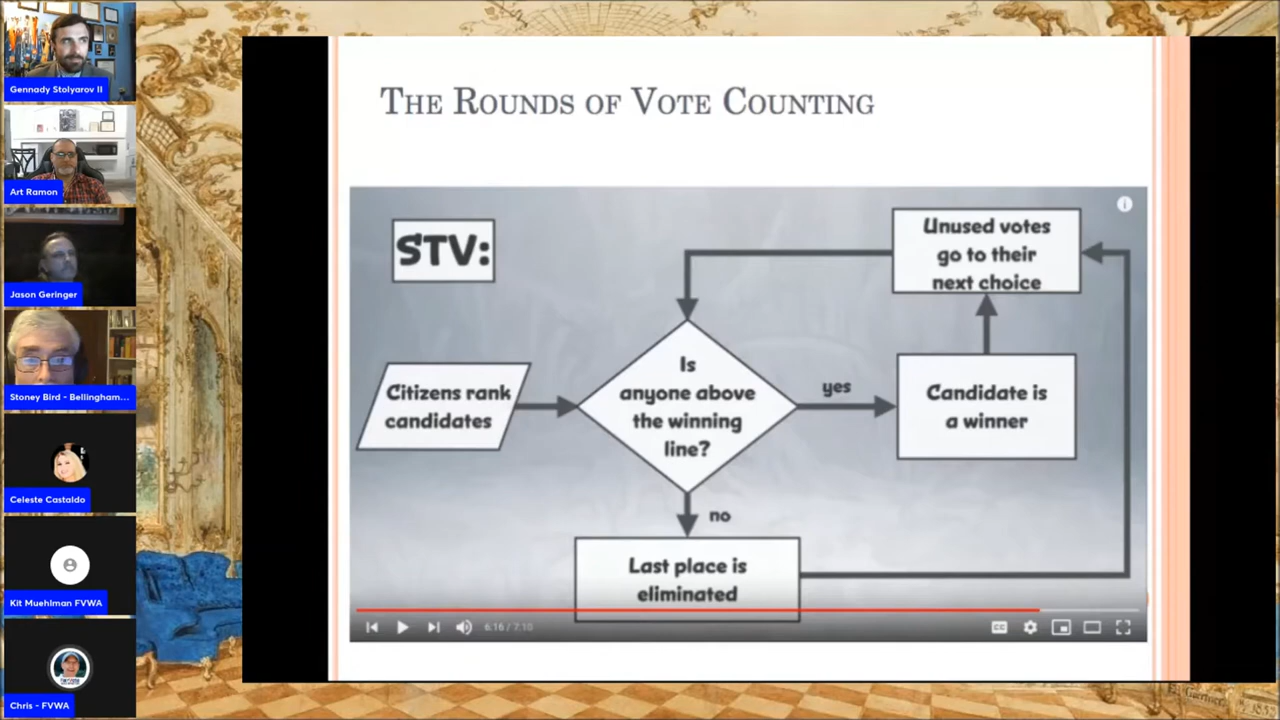 Gennady Stolyarov II
Art Ramon
Jason Geringer
Stoney Bird - Bellingham...
Celeste Castaldo
Kit Muehlman FVWA
Chris - FVWA
THE ROUNDS OF VOTE COUNTING
STV:
Citizens rank
candidates
Is
anyone above
the winning
line?
yes
Candidate is
a winner
Unused votes
go to their
next choice
no
Last place is
eliminated
6:16 / 7:10
CC